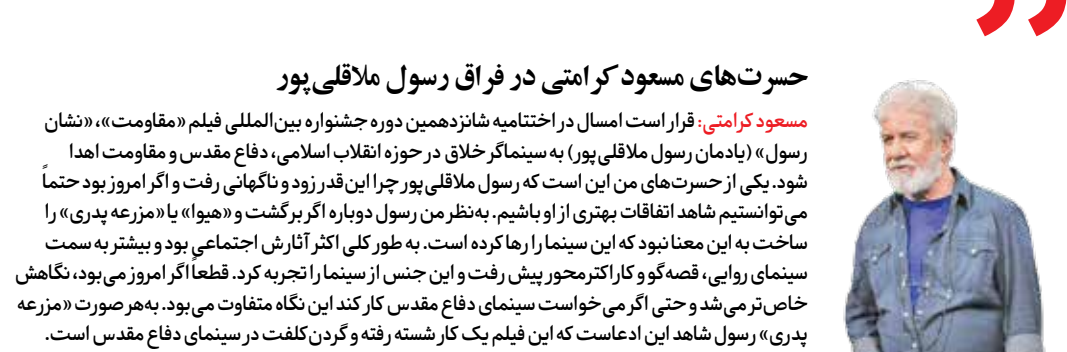 حسرت‌های مسعود کرامتی در فراق رسول ملاقلی‌پور
مسعود کرامتی: قرار است امسال در اختتامیه شانزدهمین دوره جشنواره بین‌المللی فیلم «مقاومت»، «نشان
رسول» (یادمان رسول ملاقلی‌پور) به سینماگر خلاق در حوزه انقلاب اسلامی، دفاع مقدس و مقاومت اهدا
شود. یکی از حسرت‌های من این است که رسول ملاقلی‌پور چرا این‌قدر زود و ناگهانی رفت و اگر امروز بود حتماً
می‌توانستیم شاهد اتفاقات بهتری از او باشیم. به‌نظر من رسول دوباره اگر برگشت و «هیوا» یا «مزرعه پدری» را
ساخت به این معنا نبود که این سینما را رها کرده است. به طور کلی اکثر آثارش اجتماعی بود و بیشتر به سمت
سینمای روایی، قصه‌گو و کاراکترمحور پیش رفت و این جنس از سینما را تجربه کرد. قطعاً اگر امروز می‌بود، نگاهش
خاص‌تر می‌شد و حتی اگر می‌خواست سینمای دفاع مقدس کار کند این نگاه متفاوت می‌بود. به‌هر صورت «مزرعه
پدری» رسول شاهد این ادعاست که این فیلم یک کار شسته رفته و گردن‌کلفت در سینمای دفاع مقدس است.